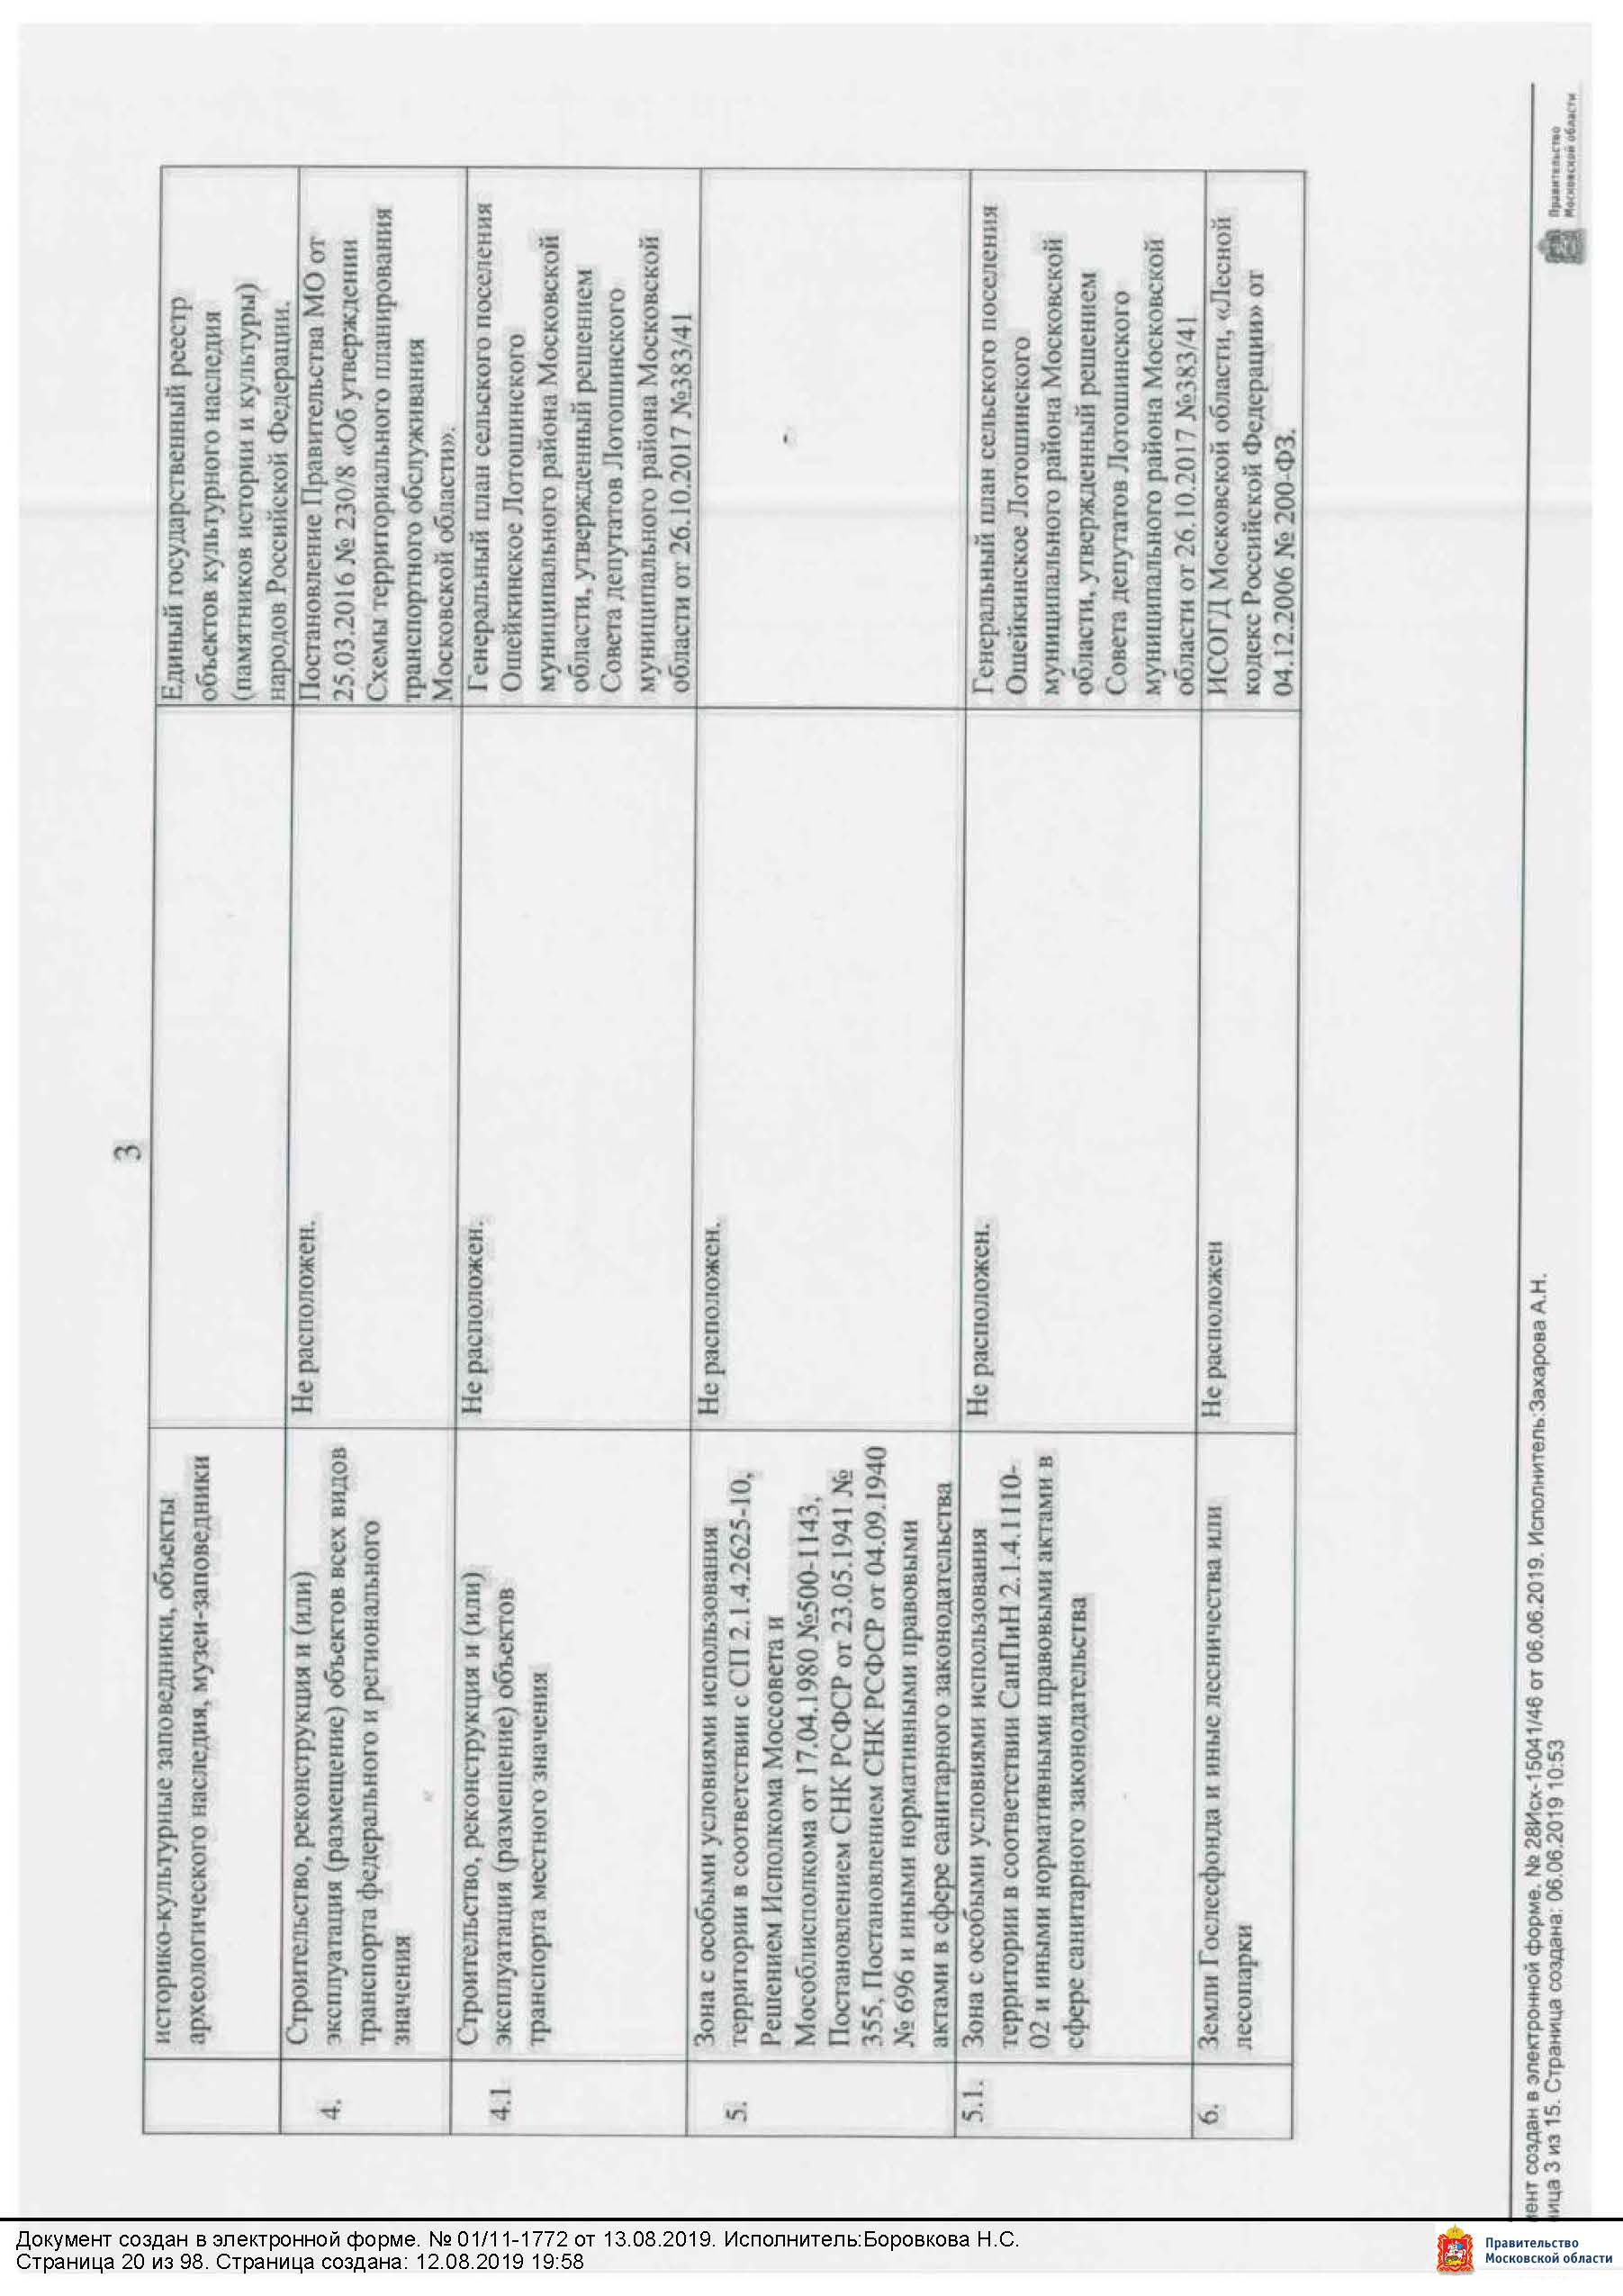 3
историко-культурные заповедники, объекты
археологического наследия, музеи-заповедники
Единый государственный реестр
объектов культурного наследия
(памятников истории и культуры)
народов Российской Федерации.
4.
Строительство, реконструкция и (или)
эксплуатация (размещение) объектов всех видов
транспорта федерального и регионального
значения
Не расположен.
Постановление Правительства МО от
25.03.2016 № 230/8 «Об утверждении
Схемы территориального планирования
транспортного обслуживания
Московской области».
4.1
Строительство, реконструкция и (или)
эксплуатация (размещение) объектов
транспорта местного значения
Не расположен.
Генеральный план сельского поселения
Ошейкинское Лотошинского
муниципального района Московской
области, утвержденный решением
Совета депутатов Лотошинского
муниципального района Московской
области от 26.10.2017 №383/41
5.
Зона с особыми условиями использования
территории в соответствии с СП 2.1.4.2625-10,
Решением Исполкома Моссовета и
Мособлисполкома от 17.04.1980 №500-1143,
Постановлением СНК РСФСР от 23.05.1941 №
355, Постановлением СНК РСФСР от 04.09.1940
№ 696 и иными нормативными правовыми
актами в сфере санитарного законодательства
Не расположен.
5.1.
Зона с особыми условиями использования
территории в соответствии СанПиН 2.1.4.1110-
02 и иными нормативными правовыми актами в
сфере санитарного законодательства
Не расположен.
Генеральный план сельского поселения
Ошейкинское Лотошинского
муниципального района Московской
области, утвержденный решением
Совета депутатов Лотошинского
муниципального района Московской
области от 26.10.2017 №383/41
6.
Земли Гослесфонда и иные лесничества или
лесопарки
Не расположен
ИСОГД Московской области, «Лесной
кодекс Российской Федерации» от
04.12.2006 № 200-ФЗ.
ент создан в электронной форме. № 28Исх-15041/46 от 06.06.2019. Исполнитель:Захарова А.Н.
ица 3 из 15. Страница создана: 06.06.2019 10:53
Правительство
Московской области
Документ создан в электронной форме. № 01/11-1772 от 13.08.2019. Исполнитель:Боровкова Н.С.
Страница 20 из 98. Страница создана: 12.08.2019 19:58
Правительство
Московской области